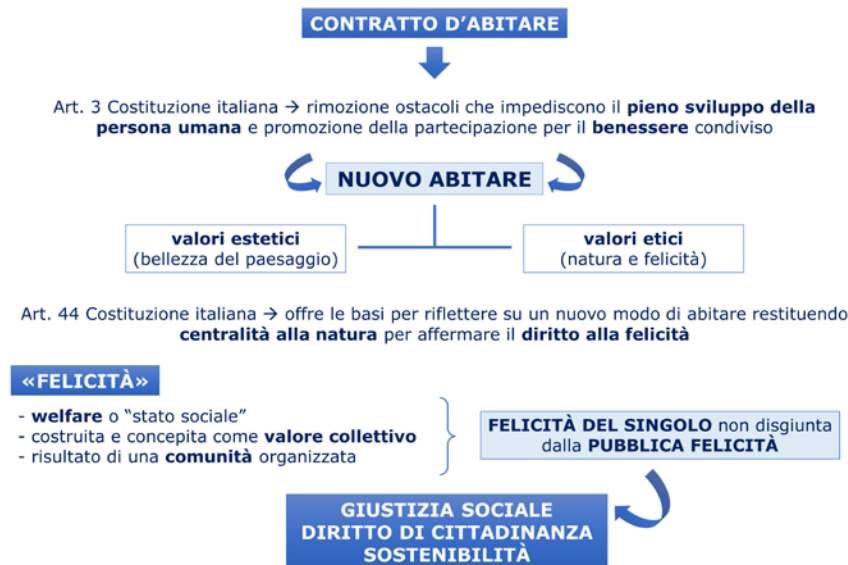 CONTRATTO D'ABITARE
Art. 3 Costituzione italiana → rimozione ostacoli che impediscono il pieno sviluppo della
persona umana e promozione della partecipazione per il benessere condiviso
NUOVO ABITARE
valori estetici
(bellezza del paesaggio)
valori etici
(natura e felicità)
Art. 44 Costituzione italiana → offre le basi per riflettere su un nuovo modo di abitare restituendo
centralità alla natura per affermare il diritto alla felicità
«FELICITÀ»
- welfare o "stato sociale"
- costruita e concepita come valore collettivo
- risultato di una comunità organizzata
FELICITÀ DEL SINGOLO non disgiunta
dalla PUBBLICA FELICITÀ
GIUSTIZIA SOCIALE
DIRITTO DI CITTADINANZA
SOSTENIBILITÀ